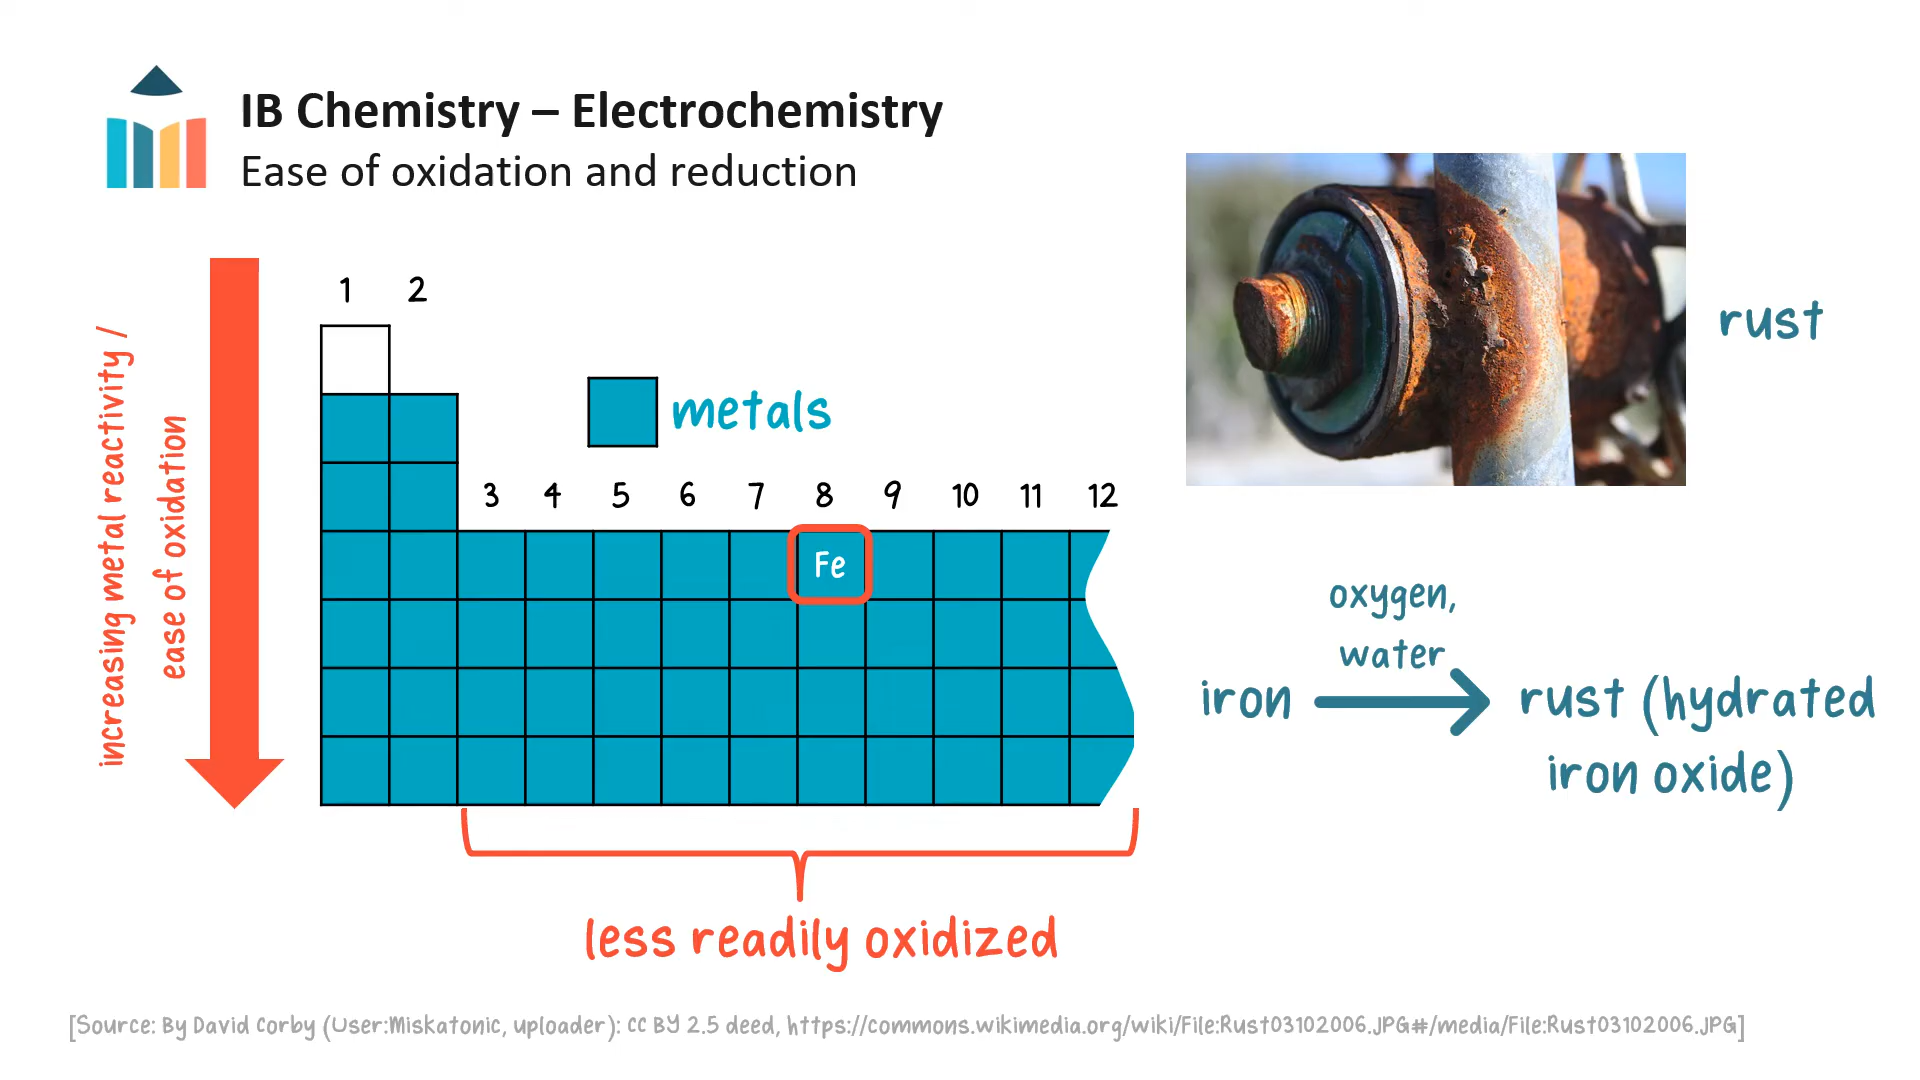 IB Chemistry – Electrochemistry
Ease of oxidation and reduction
increasing metal reactivity /
ease of oxidation
1 2
metals
3 4 5 6 7 8 9 10 11 12
Fe
less readily oxidized
rust
oxygen,
water
iron
rust (hydrated
iron oxide)
[Source: By David Corby (User:Miskatonic, uploader): CC BY 2.5 deed, https://commons.wikimedia.org/wiki/File:Rust03102006.JPG#/media/File:Rust03102006.JPG]